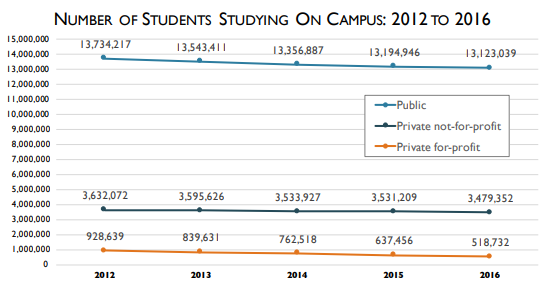 NUMBER OF STUDENTS STUDYING ON CAMPUS: 2012 TO 2016
15,000,000
14,000,000
13,000,000
12,000,000
11,000,000
10,000,000
9,000,000
8,000,000
7,000,000
6,000,000
5,000,000
4,000,000
3,000,000
2,000,000
1,000,000
0
13,734,217 13,543,411 13,356,887 13,194,946 13,123,039
Public
Private not-for-profit
Private for-profit
3,632,072 3,595,626 3,533,927 3,531,209 3,479,352
928,639 839,631 762,518 637,456 518,732
2012 2013 2014 2015 2016